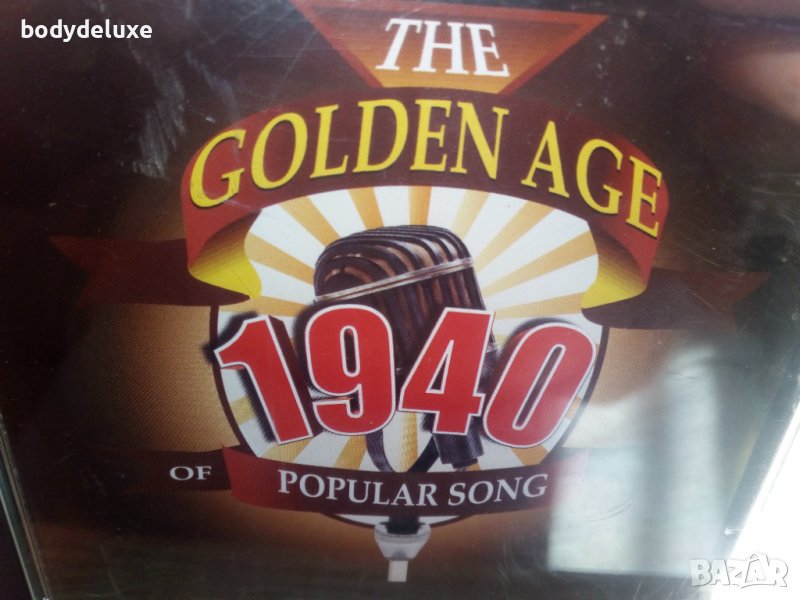 bodydeluxe
THE
GOLDEN AGE
1940
OF POPULAR SONG
BAZAR